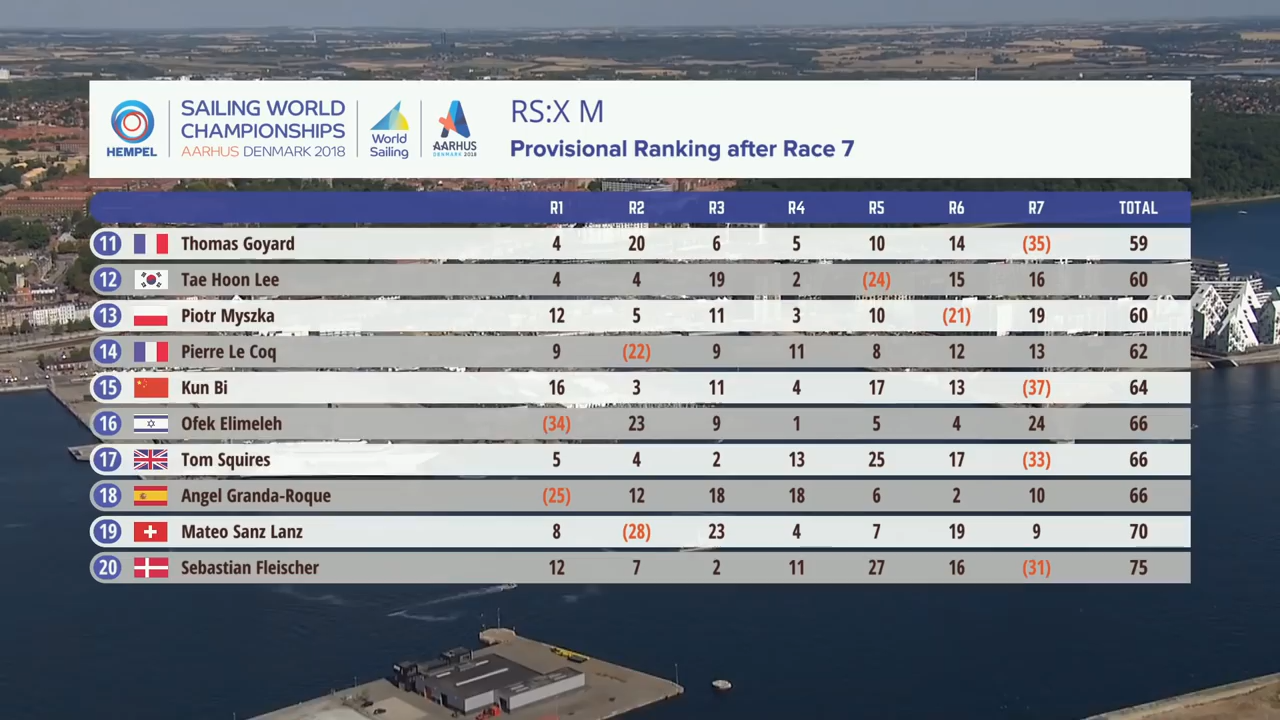 HEMPEL
SAILING WORLD
CHAMPIONSHIPS
AARHUS DENMARK 2018
World
Sailing
AARHUS
DENMARK 2018
RS:X M
Provisional Ranking after Race 7
R1 R2 R3 R4 R5 R6 R7 TOTAL
11 Thomas Goyard 4 20 6 5 10 14 (35) 59
12 Tae Hoon Lee 4 4 19 2 (24) 15 16 60
13 Piotr Myszka 12 5 11 3 10 (21) 19 60
14 Pierre Le Coq 9 (22) 9 11 8 12 13 62
15 Kun Bi 16 3 11 4 17 13 (37) 64
16 Ofek Elimeleh (34) 23 9 1 5 4 24 66
17 Tom Squires 5 4 2 13 25 17 (33) 66
18 Angel Granda-Roque (25) 12 18 18 6 2 10 66
19 Mateo Sanz Lanz 8 (28) 23 4 7 19 9 70
20 Sebastian Fleischer 12 7 2 11 27 16 (31) 75